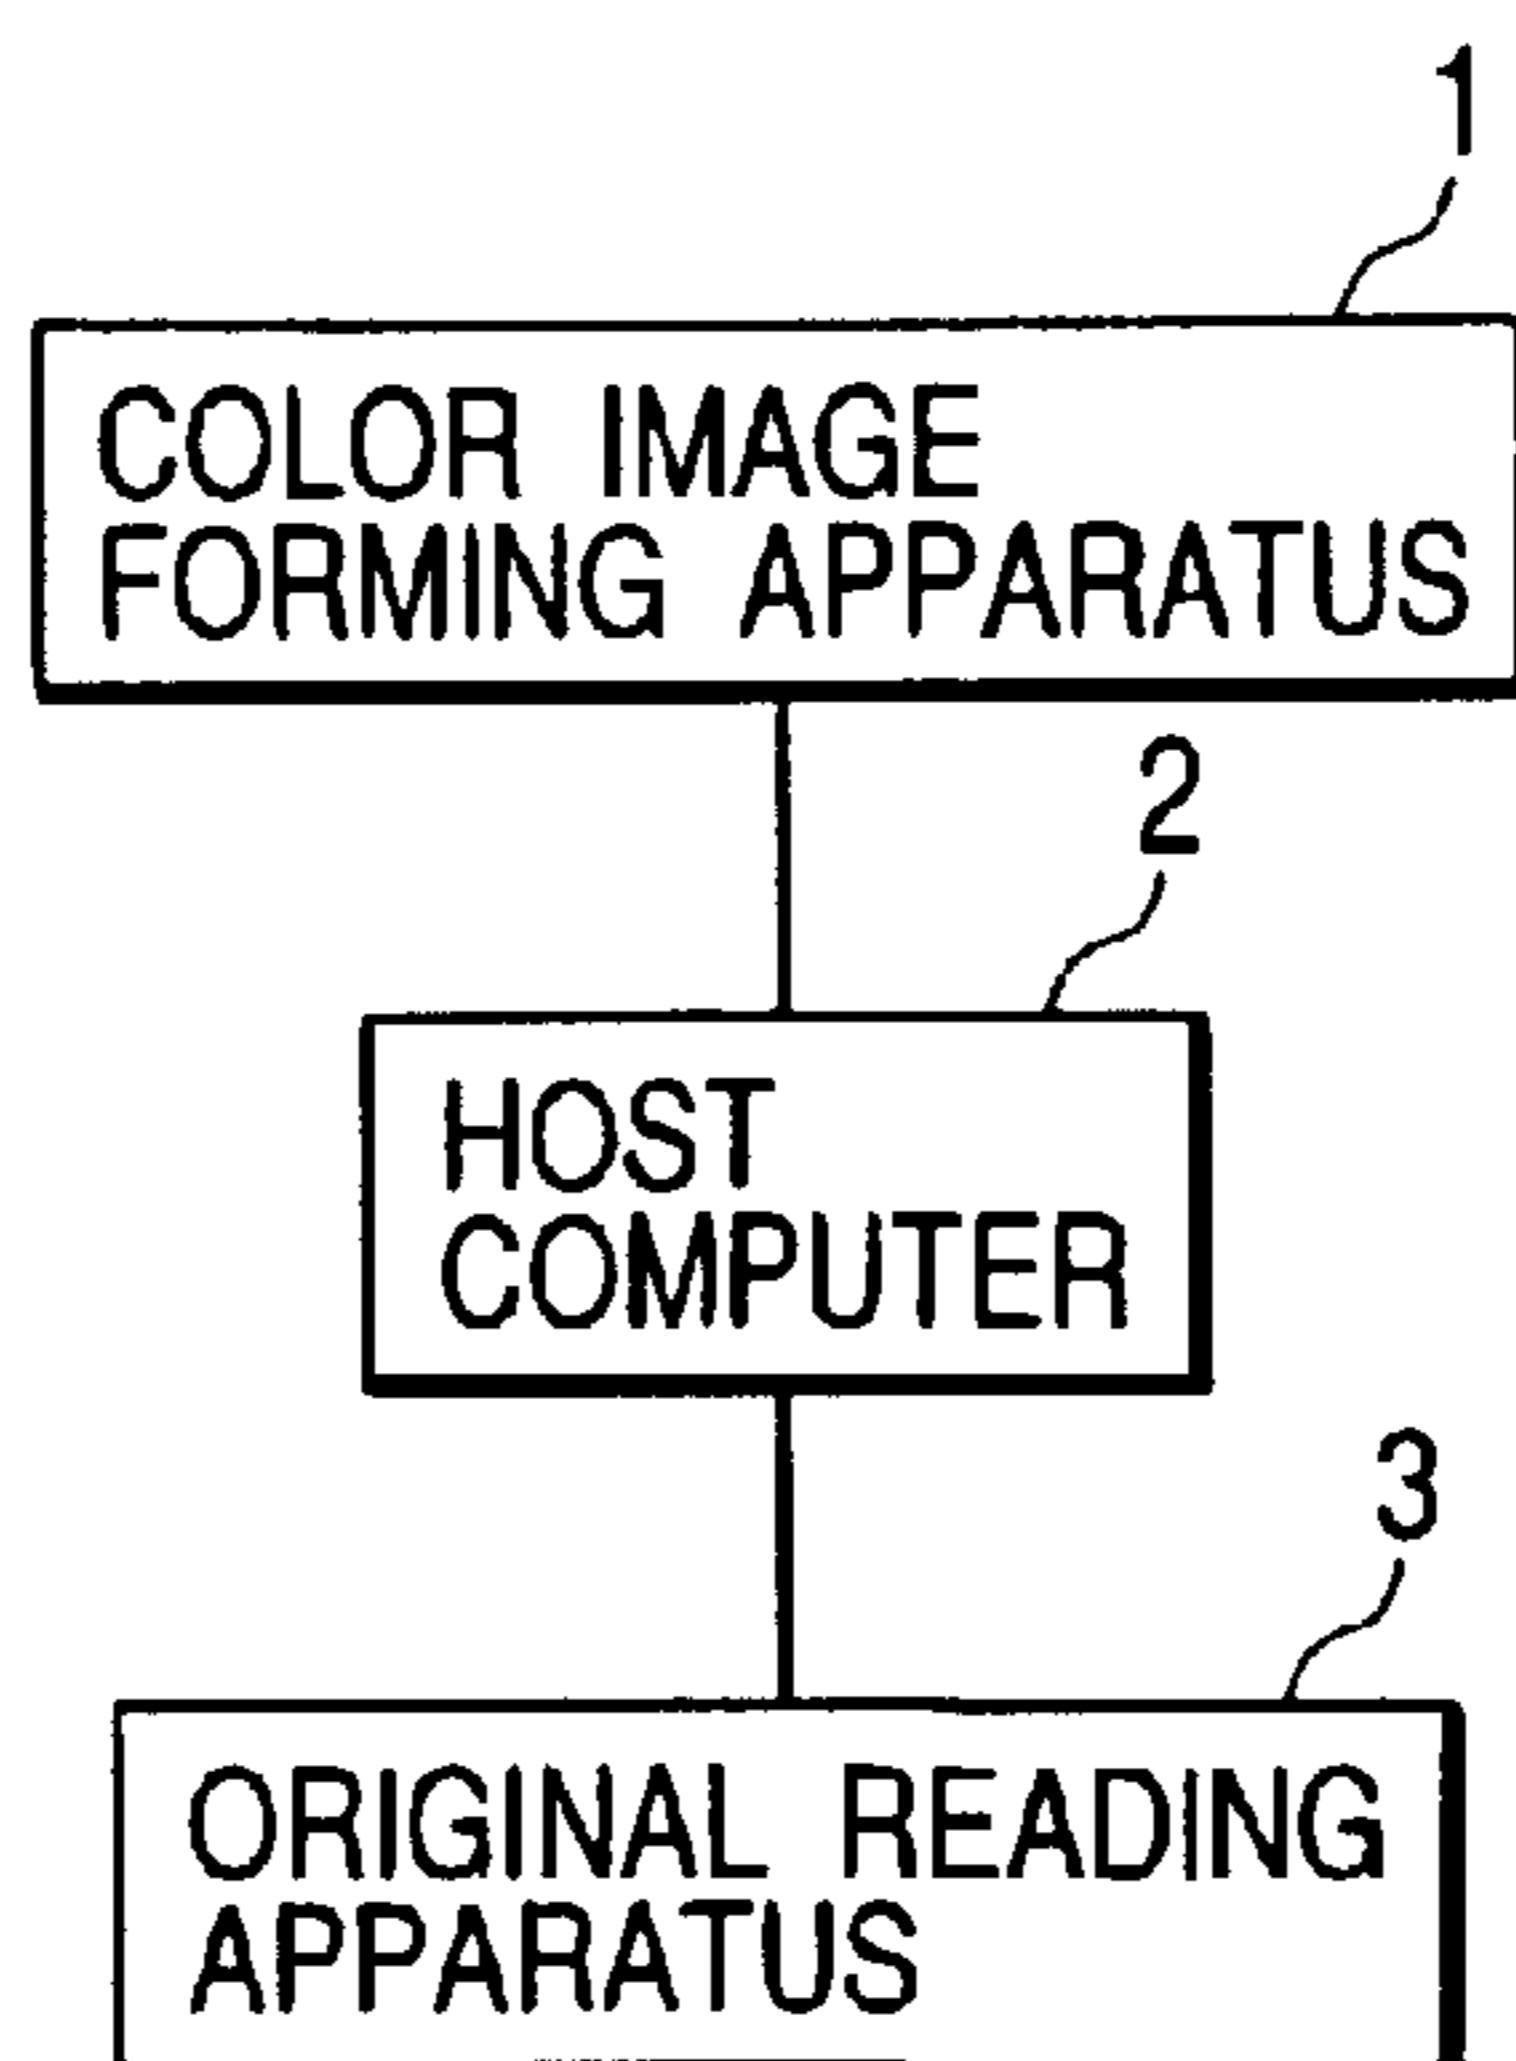 1
COLOR IMAGE
FORMING APPARATUS
2
HOST
COMPUTER
3
ORIGINAL READING
APPARATUS